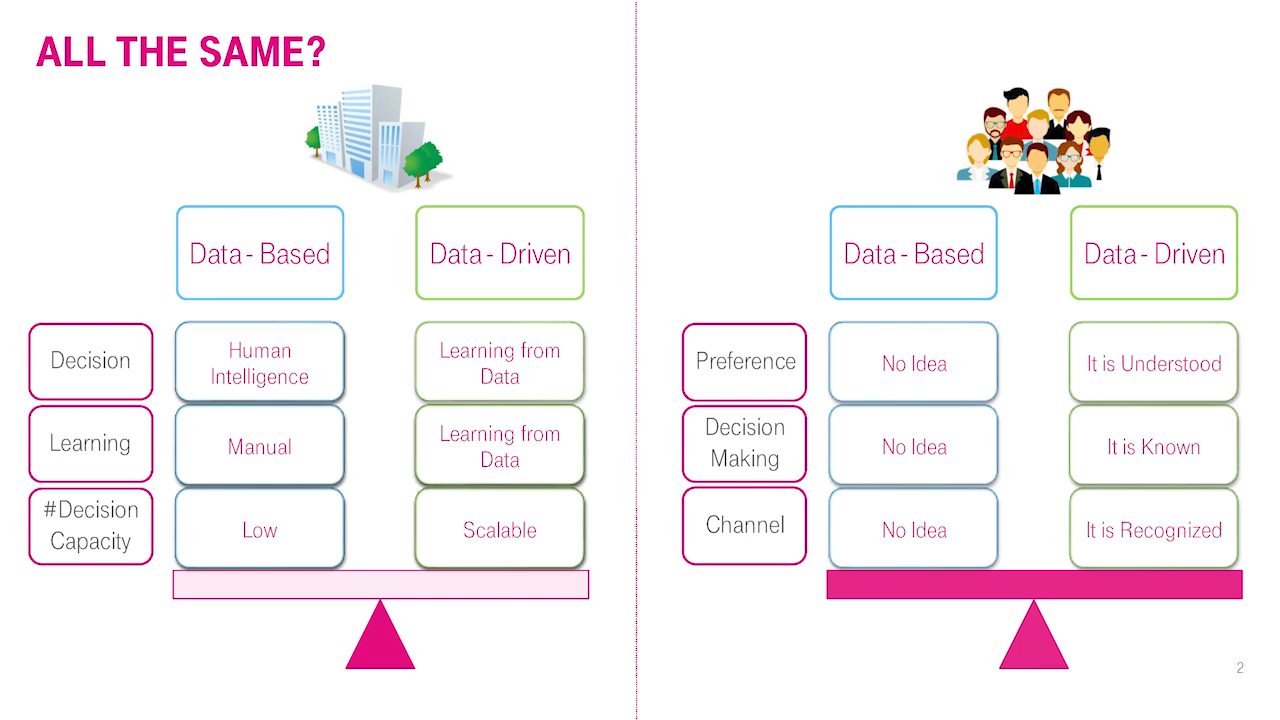 ALL THE SAME?
Data - Based
Data - Driven
Decision
Human
Intelligence
Learning from
Data
Learning
Manual
Learning from
Data
#Decision
Capacity
Low
Scalable
Data - Based
Data - Driven
Preference
No Idea
It is Understood
Decision
Making
No Idea
It is Known
Channel
No Idea
It is Recognized
2